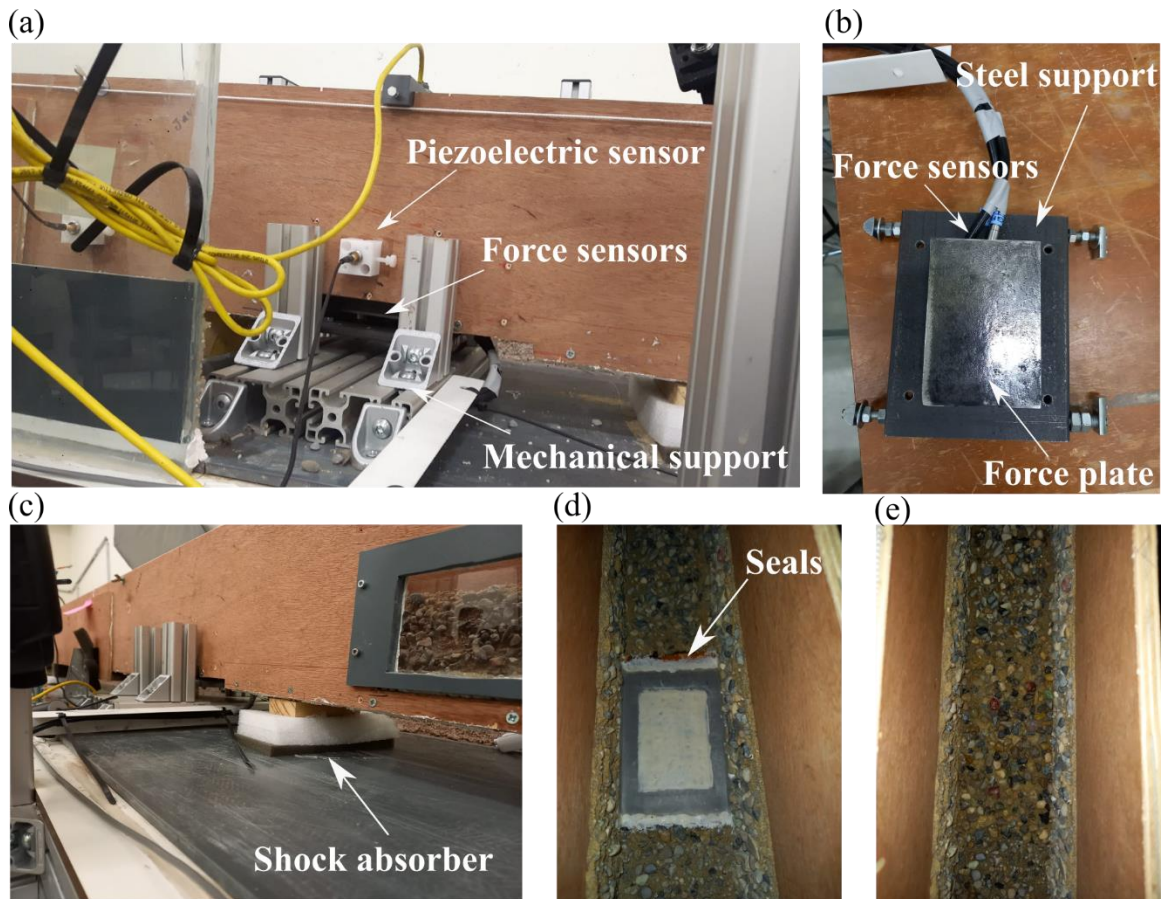 (a)
Piezoelectric sensor
Force sensors
Mechanical support
(b)
Steel support
Force sensors
Force plate
(c)
Shock absorber
(d)
Seals
(e)